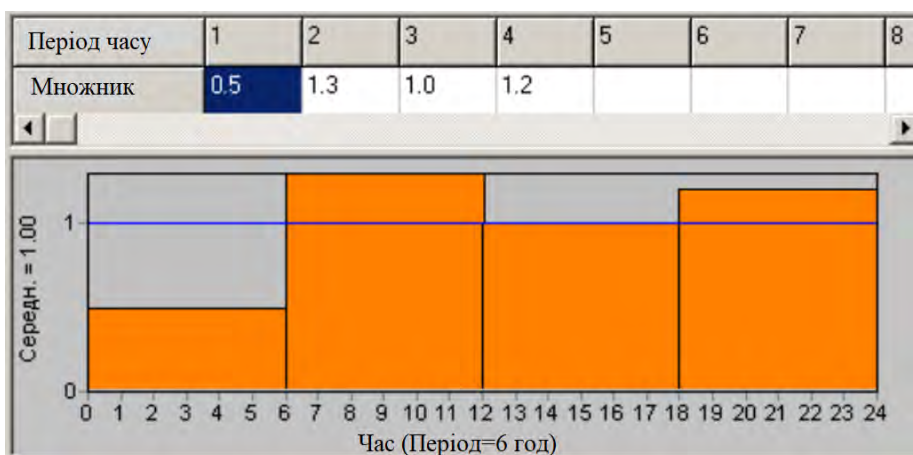 Період часу 1 2 3 4 5 6 7 8
Множник 0.5 1.3 1.0 1.2
Середн. = 1.00
1
0
0 1 2 3 4 5 6 7 8 9 10 11 12 13 14 15 16 17 18 19 20 21 22 23 24
Час (Період=6 год)